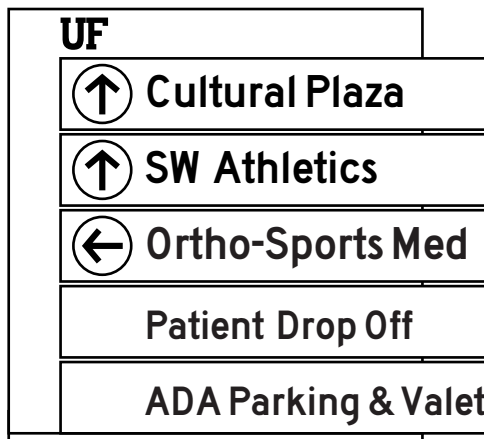 UF
Cultural Plaza
SW Athletics
Ortho-Sports Med
Patient Drop Off
ADA Parking & Valet